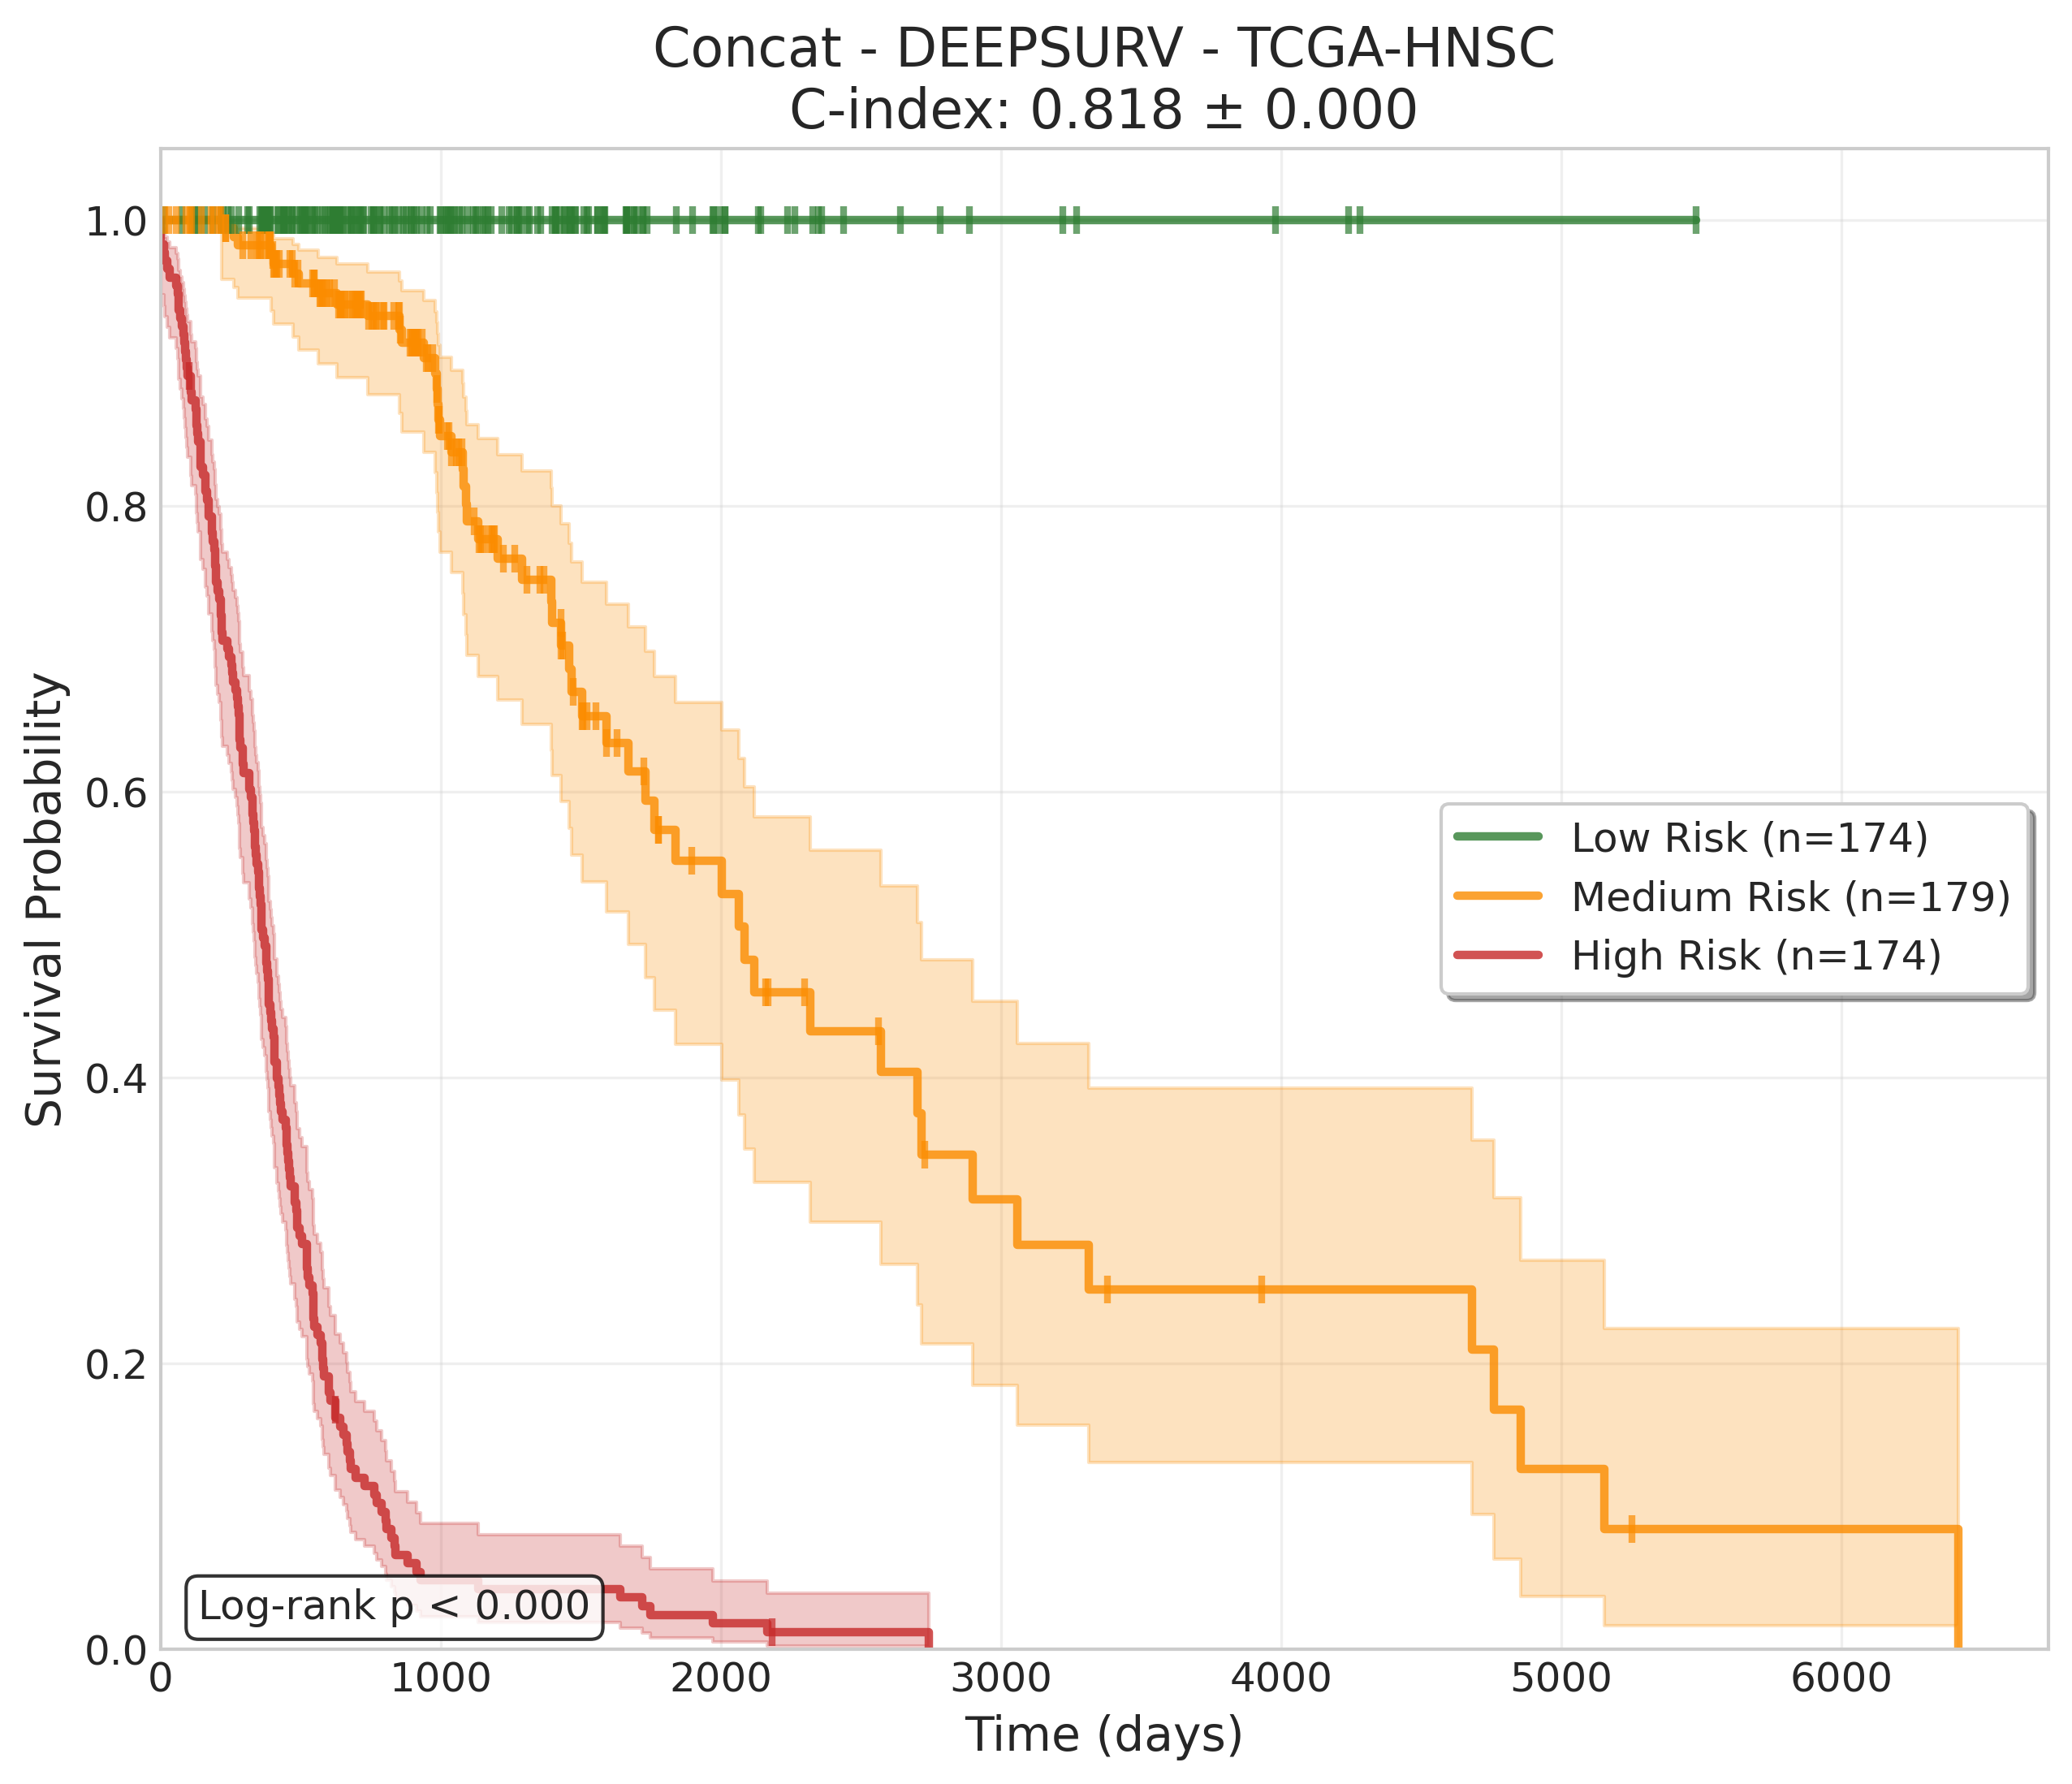 Concat - DEEPSURV - TCGA-HNSC
C-index: 0.818 ± 0.000
Survival Probability
1.0
0.8
0.6
0.4
0.2
0.0
Low Risk (n=174)
Medium Risk (n=179)
High Risk (n=174)
Log-rank p < 0.000
0 1000 2000 3000 4000 5000 6000
Time (days)